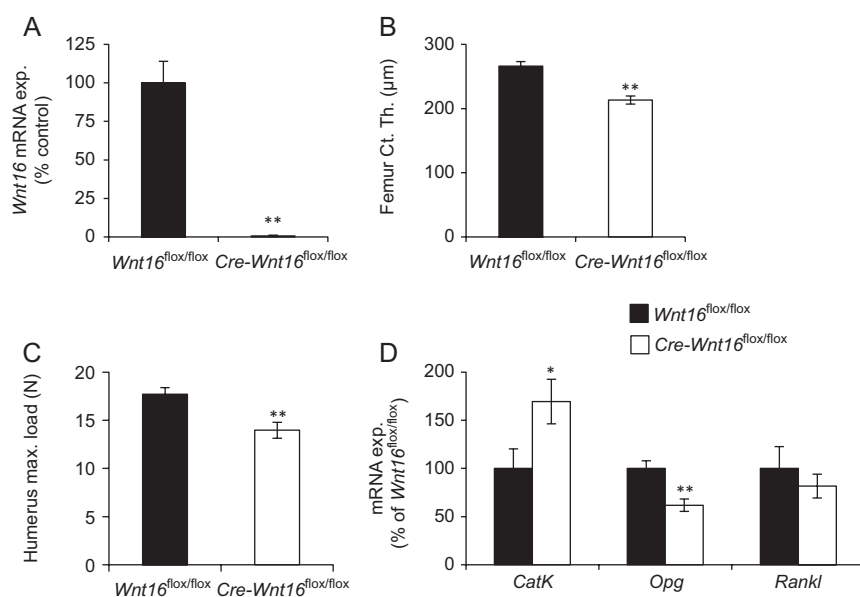 A
Wnt16 mRNA exp.
(% control)
125
100
75
50
25
0
**
Wnt16flox/flox
Cre-Wnt16flox/flox
B
Femur Ct. Th. (μm)
300
200
100
0
**
Wnt16flox/flox
Cre-Wnt16flox/flox
C
Humerus max. load (N)
20
15
10
5
0
**
Wnt16flox/flox
Cre-Wnt16flox/flox
Wnt16flox/flox
Cre-Wnt16flox/flox
D
mRNA exp.
(% of Wnt16flox/flox)
200
150
100
50
0
*
**
CatK
Opg
Rankl